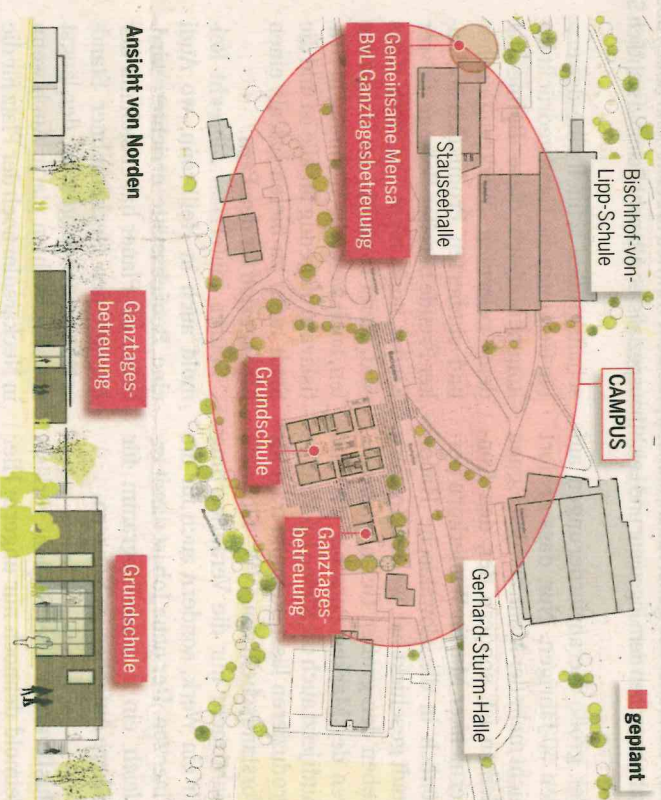 geplant
CAMPUS
Bischhof-von-
Lipp-Schule
Stauseehalle
Gemeinsame Mensa
BvL Ganztagesbetreuung
Gerhard-Sturm-Halle
Grundschule
Ganztages-
betreuung
Ansicht von Norden
Ganztages-
betreuung
Grundschule